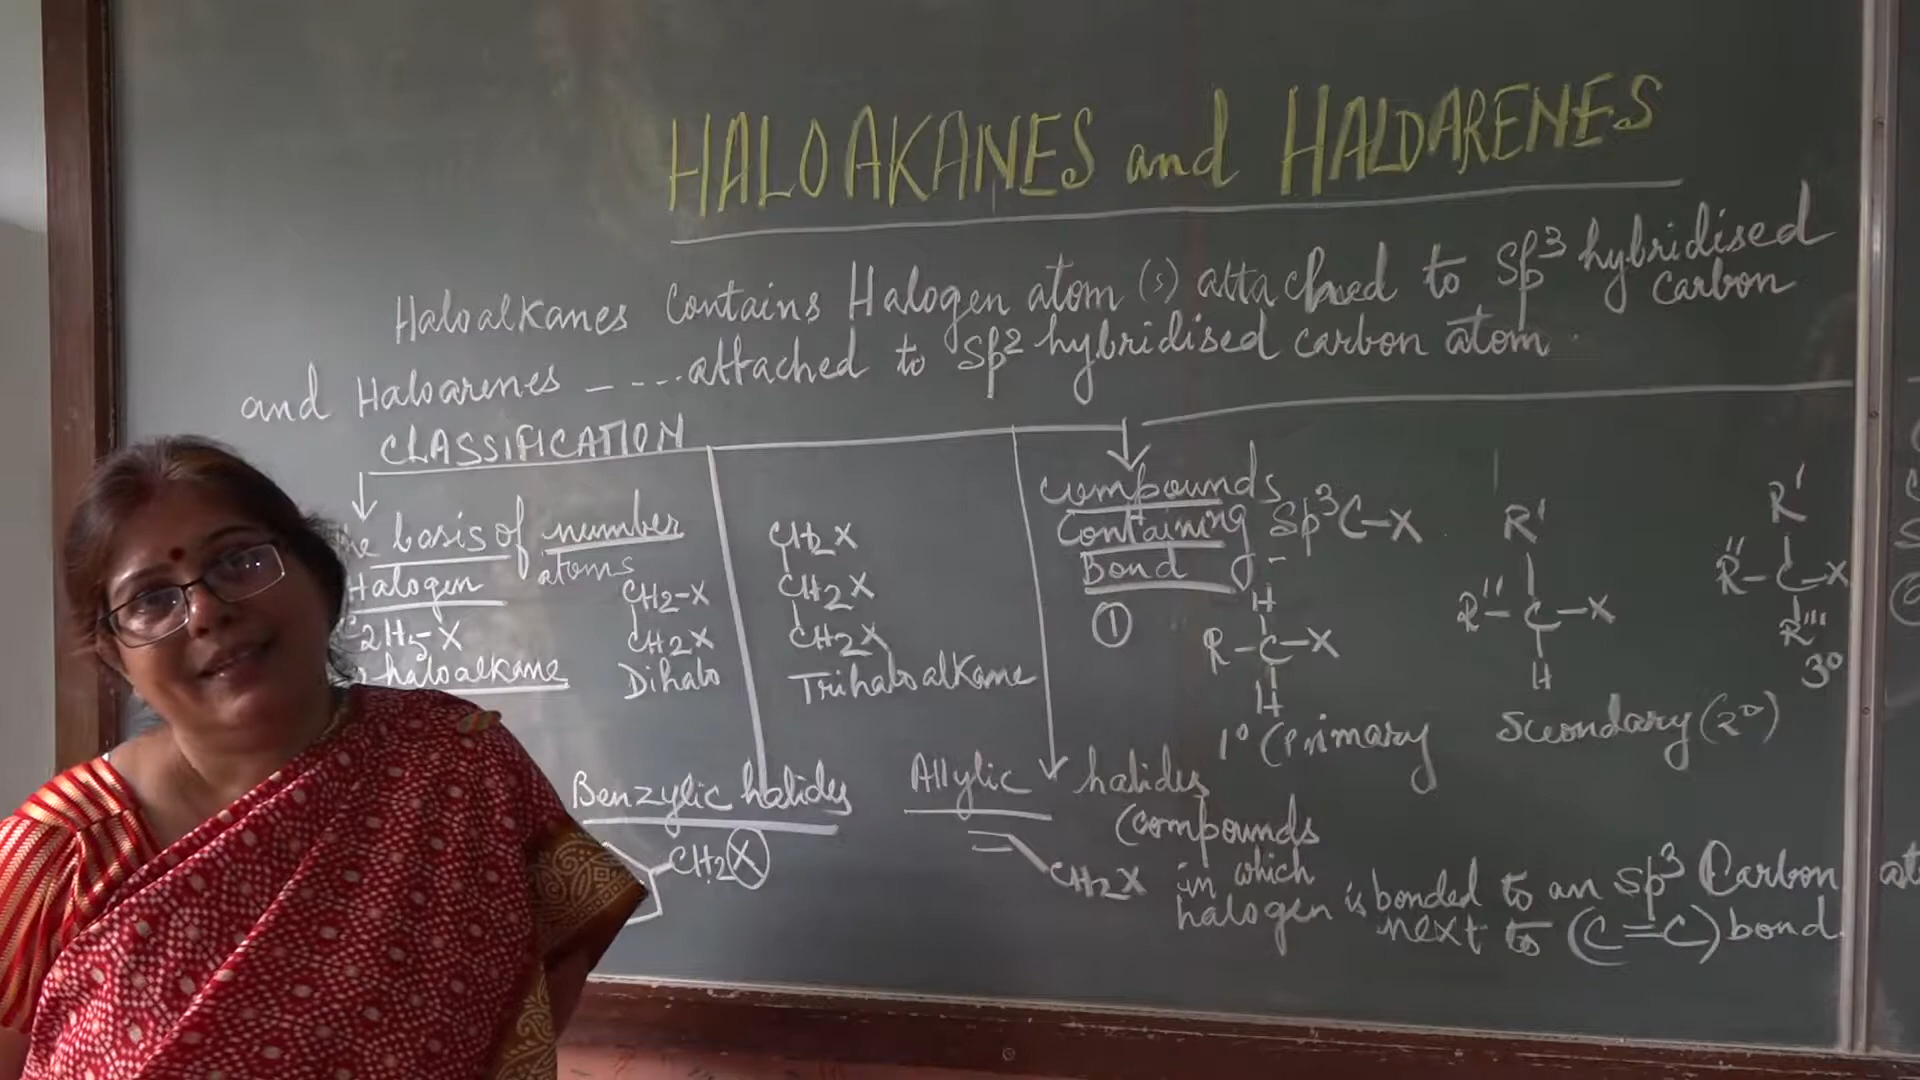 HALOAKANES and HALOARENES
Haloalkanes Contains Halogen atom (s) attached to Sp³ hybridised
carbon
and Haloarenes - - .... attached to Sp² hybridised carbon atom.
CLASSIFICATION
basis of number
Halogen atoms
2H5-X
haloalkane
CH2-X
CH2X
Dihalo
CH2X
CH2X
CH2X
Trihaloalkane
compounds
Containing Sp³C-X
Bond :-
①
H
R-C-X
H
1° (Primary
R'
R''-C-X
H
Secondary (2°)
R'
R''-C-X
R'''
3°
Benzylic halides
CH2X
Allylic halides
(compounds
CH2X in which
halogen is bonded to an Sp³ Carbon at
next to (C=C) bond